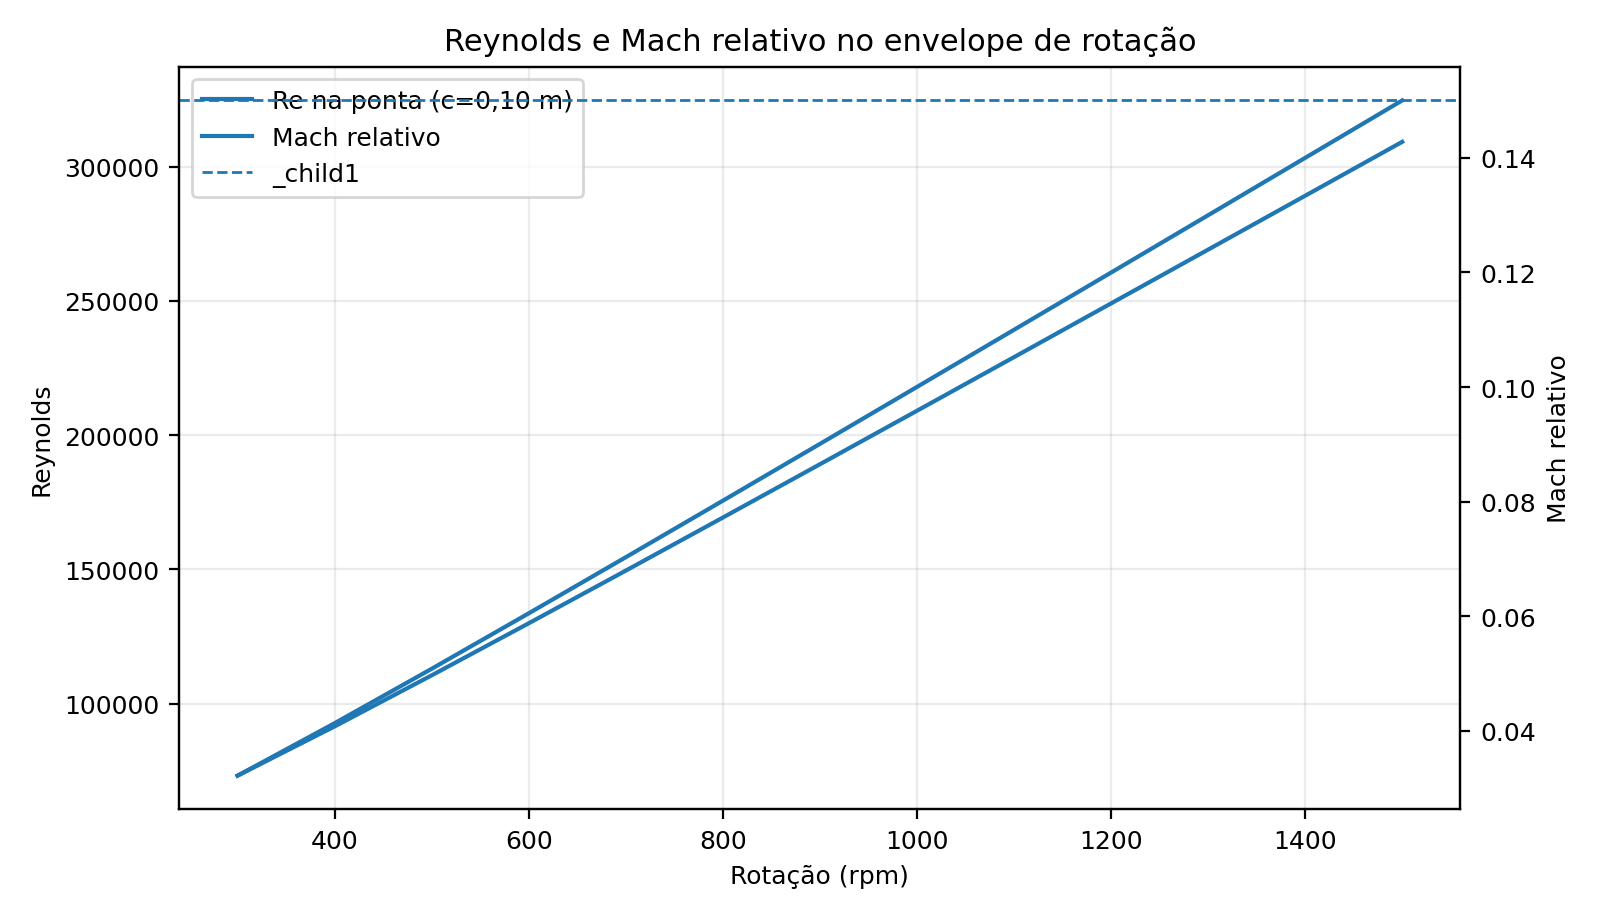 Reynolds e Mach relativo no envelope de rotação
Re na ponta (c=0,10 m)
Mach relativo
_child1
Reynolds
300000
250000
200000
150000
100000
0.14
0.12
0.10
0.08
0.06
0.04
Mach relativo
400 600 800 1000 1200 1400
Rotação (rpm)